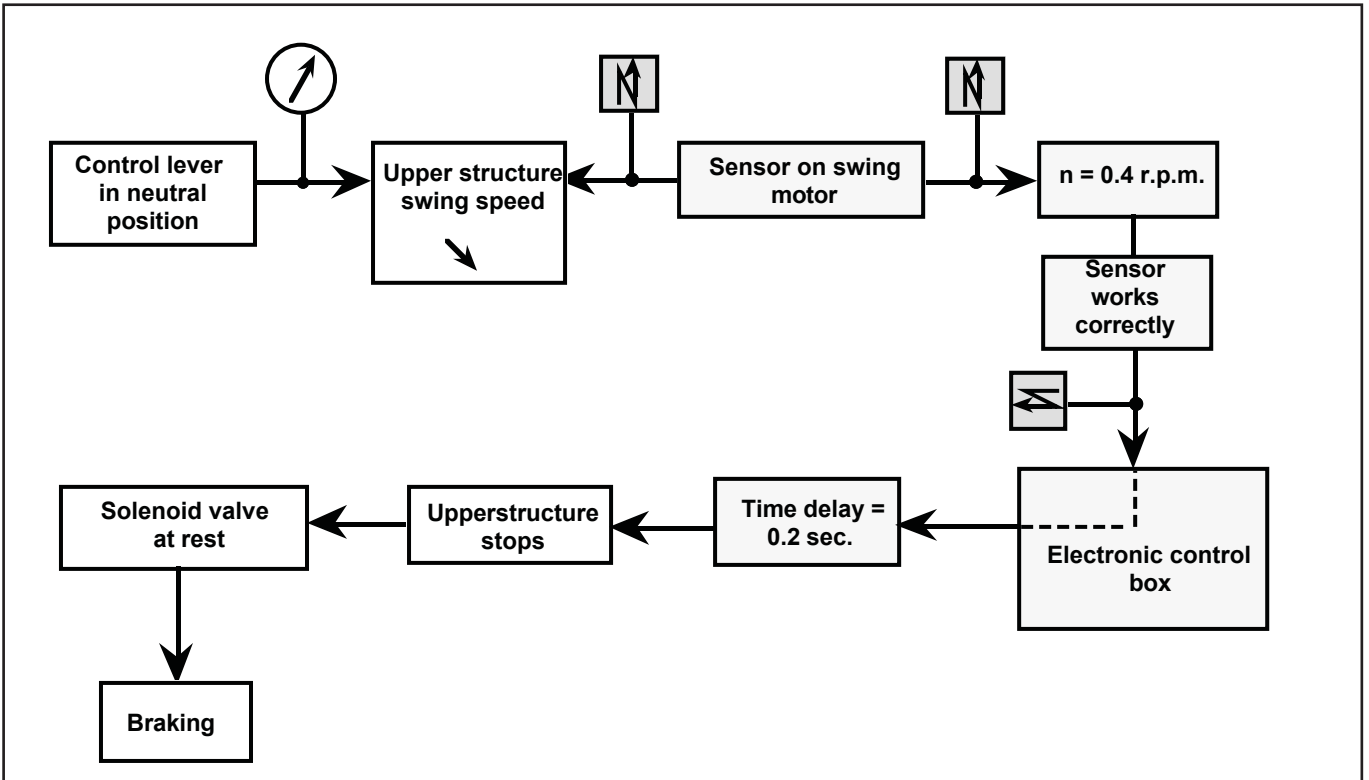 Control lever
in neutral
position
Upper structure
swing speed
Sensor on swing
motor
n = 0.4 r.p.m.
Sensor
works
correctly
Electronic control
box
Time delay =
0.2 sec.
Upperstructure
stops
Solenoid valve
at rest
Braking